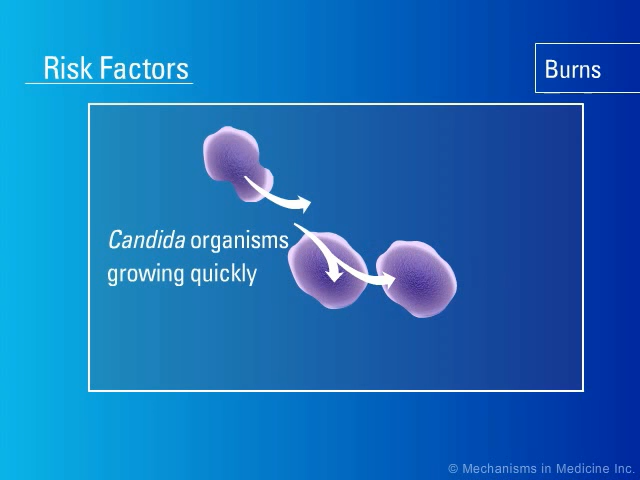 Risk Factors
Burns
Candida organisms
growing quickly
© Mechanisms in Medicine Inc.